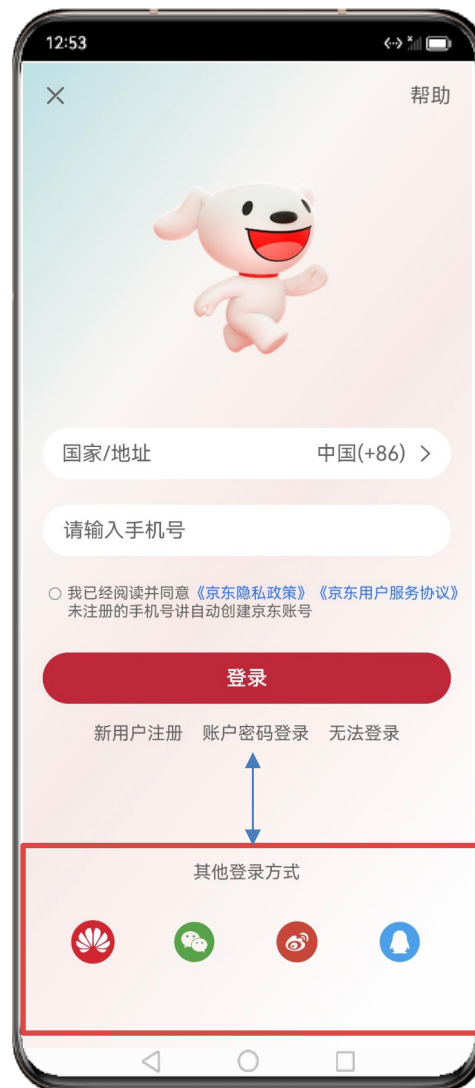 12:53
帮助
国家/地址 中国(+86)
请输入手机号
我已经阅读并同意《京东隐私政策》《京东用户服务协议》
未注册的手机号讲自动创建京东账号
登录
新用户注册 账户密码登录 无法登录
其他登录方式